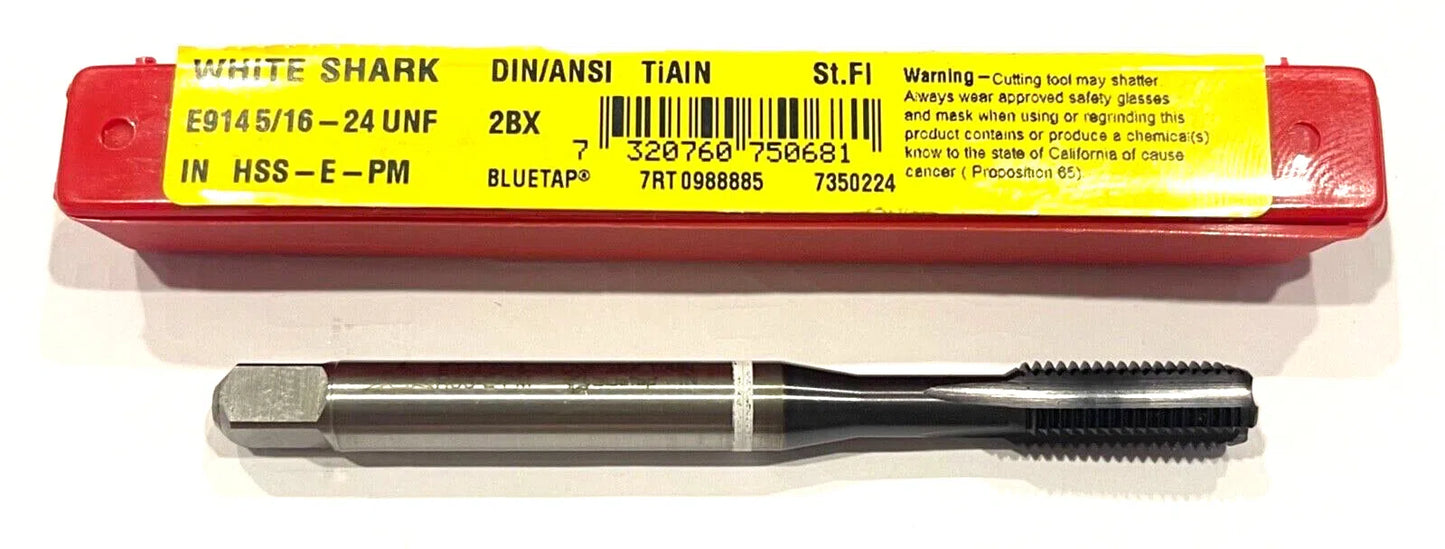 WHITE SHARK DIN/ANSI TiAlN St.Fl
E914 5/16-24 UNF 2BX
IN HSS-E-PM
7 320760 750681
BLUETAP® 7RT0988885 7350224
Warning-Cutting tool may shatter.
Always wear approved safety glasses
and mask when using or regrinding this
product contains or produce a chemical(s)
know to the state of California of cause
cancer ( Proposition 65)